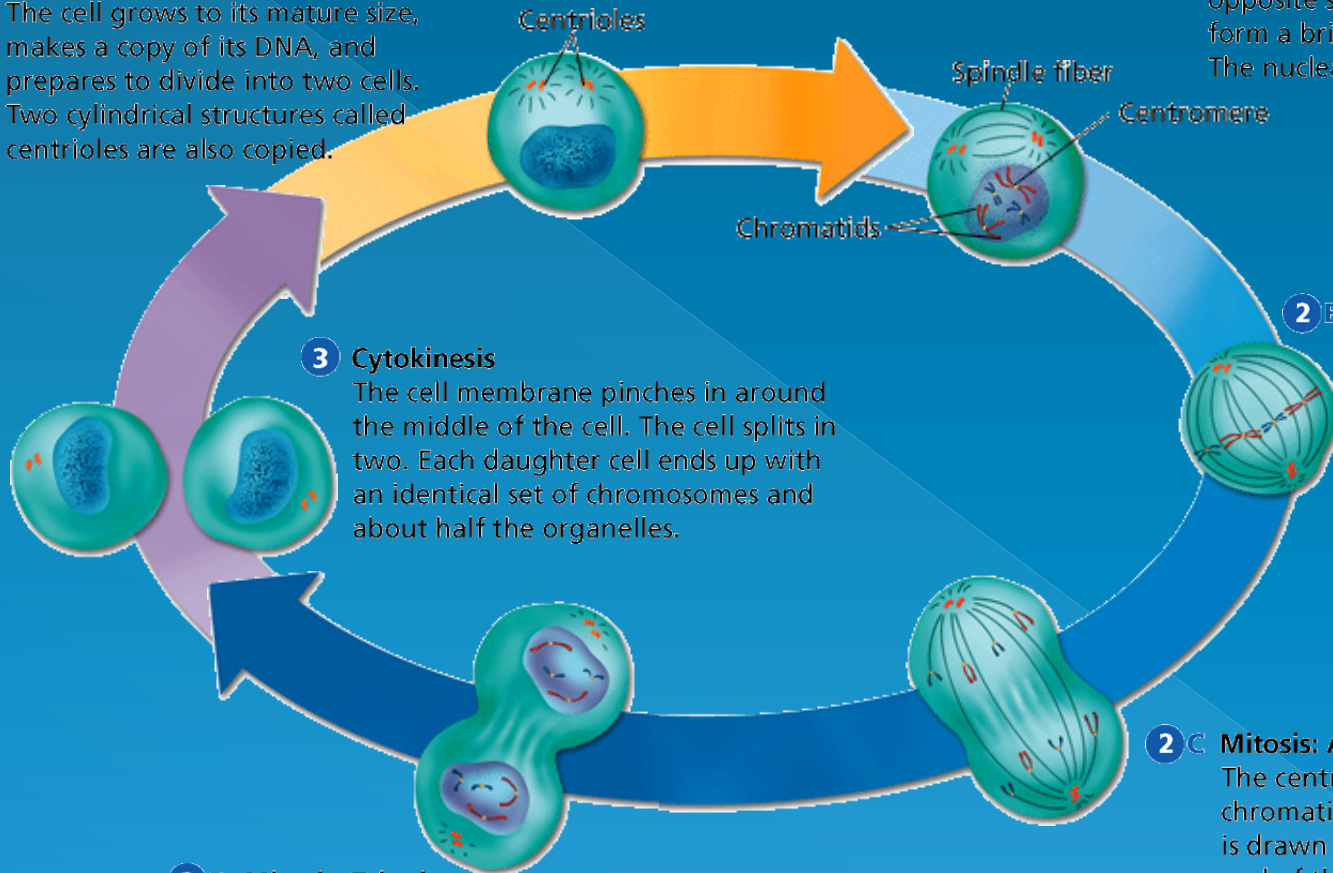 The cell grows to its mature size,
makes a copy of its DNA, and
prepares to divide into two cells.
Two cylindrical structures called
centrioles are also copied.
Centrioles
opposite s
form a bri
The nuclea
Spindle fiber
Centromere
Chromatids
2
3 Cytokinesis
The cell membrane pinches in around
the middle of the cell. The cell splits in
two. Each daughter cell ends up with
an identical set of chromosomes and
about half the organelles.
2 C Mitosis: A
The centr
chromati
is drawn